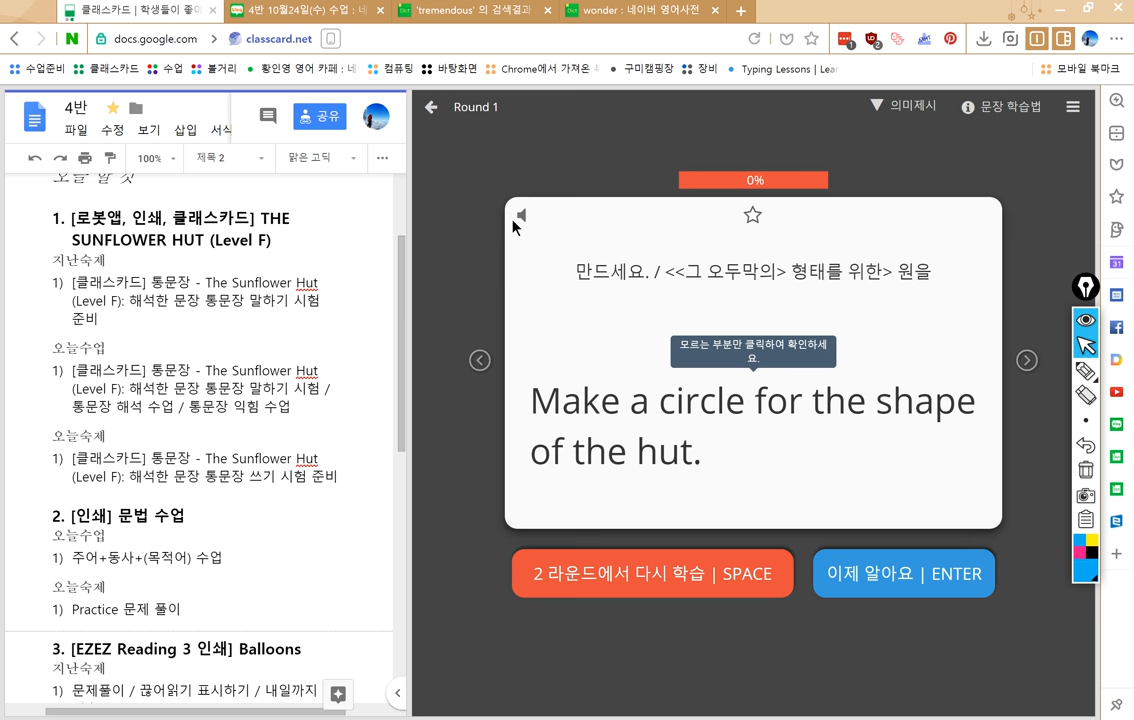 클래스카드 | 학생들이 좋아
4반 10월24일(수) 수업 : 네
'tremendous' 의 검색결과
wonder : 네이버 영어사전
docs.google.com
classcard.net
수업준비
클래스카드
수업
볼거리
황인영 영어 카페 : 네
컴퓨팅
바탕화면
Chrome에서 가져온
구미캠핑장
장비
Typing Lessons | Lear
모바일 북마크
4반
파일 수정 보기 삽입 서식
공유
100%
제목 2
맑은 고딕
오늘 할 것
1. [로봇앱, 인쇄, 클래스카드] THE
SUNFLOWER HUT (Level F)
지난숙제
1) [클래스카드] 통문장 - The Sunflower Hut
(Level F): 해석한 문장 통문장 말하기 시험
준비
오늘수업
1) [클래스카드] 통문장 - The Sunflower Hut
(Level F): 해석한 문장 통문장 말하기 시험 /
통문장 해석 수업 / 통문장 익힘 수업
오늘숙제
1) [클래스카드] 통문장 - The Sunflower Hut
(Level F): 해석한 문장 통문장 쓰기 시험 준비
2. [인쇄] 문법 수업
오늘수업
1) 주어+동사+(목적어) 수업
오늘숙제
1) Practice 문제 풀이
3. [EZEZ Reading 3 인쇄] Balloons
지난숙제
1) 문제풀이 / 끊어읽기 표시하기 / 내일까지
Round 1
의미제시
문장 학습법
0%
만드세요. / <<그 오두막의> 형태를 위한> 원을
모르는 부분만 클릭하여 확인하세
요.
Make a circle for the shape
of the hut.
2 라운드에서 다시 학습 | SPACE
이제 알아요 | ENTER